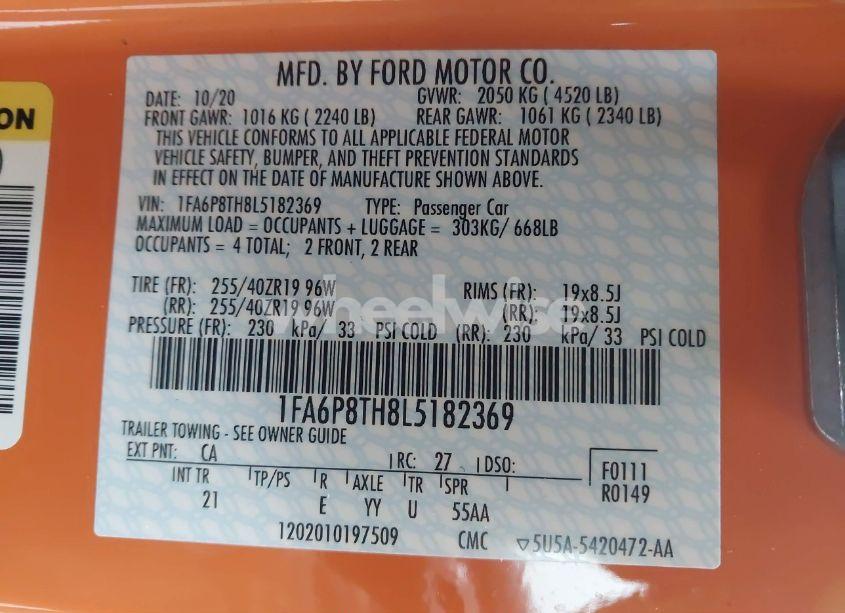 MFD. BY FORD MOTOR CO.
DATE: 10/20 GVWR: 2050 KG ( 4520 LB)
FRONT GAWR: 1016 KG ( 2240 LB) REAR GAWR: 1061 KG ( 2340 LB)
THIS VEHICLE CONFORMS TO ALL APPLICABLE FEDERAL MOTOR
VEHICLE SAFETY, BUMPER, AND THEFT PREVENTION STANDARDS
IN EFFECT ON THE DATE OF MANUFACTURE SHOWN ABOVE.
VIN: 1FA6P8TH8L5182369 TYPE: Passenger Car
MAXIMUM LOAD = OCCUPANTS + LUGGAGE = 303KG/ 668LB
OCCUPANTS = 4 TOTAL; 2 FRONT, 2 REAR
TIRE (FR): 255/40ZR19 96W RIMS (FR): 19x8.5J
(RR): 255/40ZR19 96W (RR): 19x8.5J
PRESSURE (FR): 230 kPa/ 33 PSI COLD (RR): 230 kPa/ 33 PSI COLD
1FA6P8TH8L5182369
TRAILER TOWING - SEE OWNER GUIDE
EXT PNT: CA RC: 27 DSO: F0111
R0149
INT TR TP/PS R AXLE TR SPR
21 E YY U 55AA
1202010197509 CMC ▽5U5A-5420472-AA
ON
wheelwise